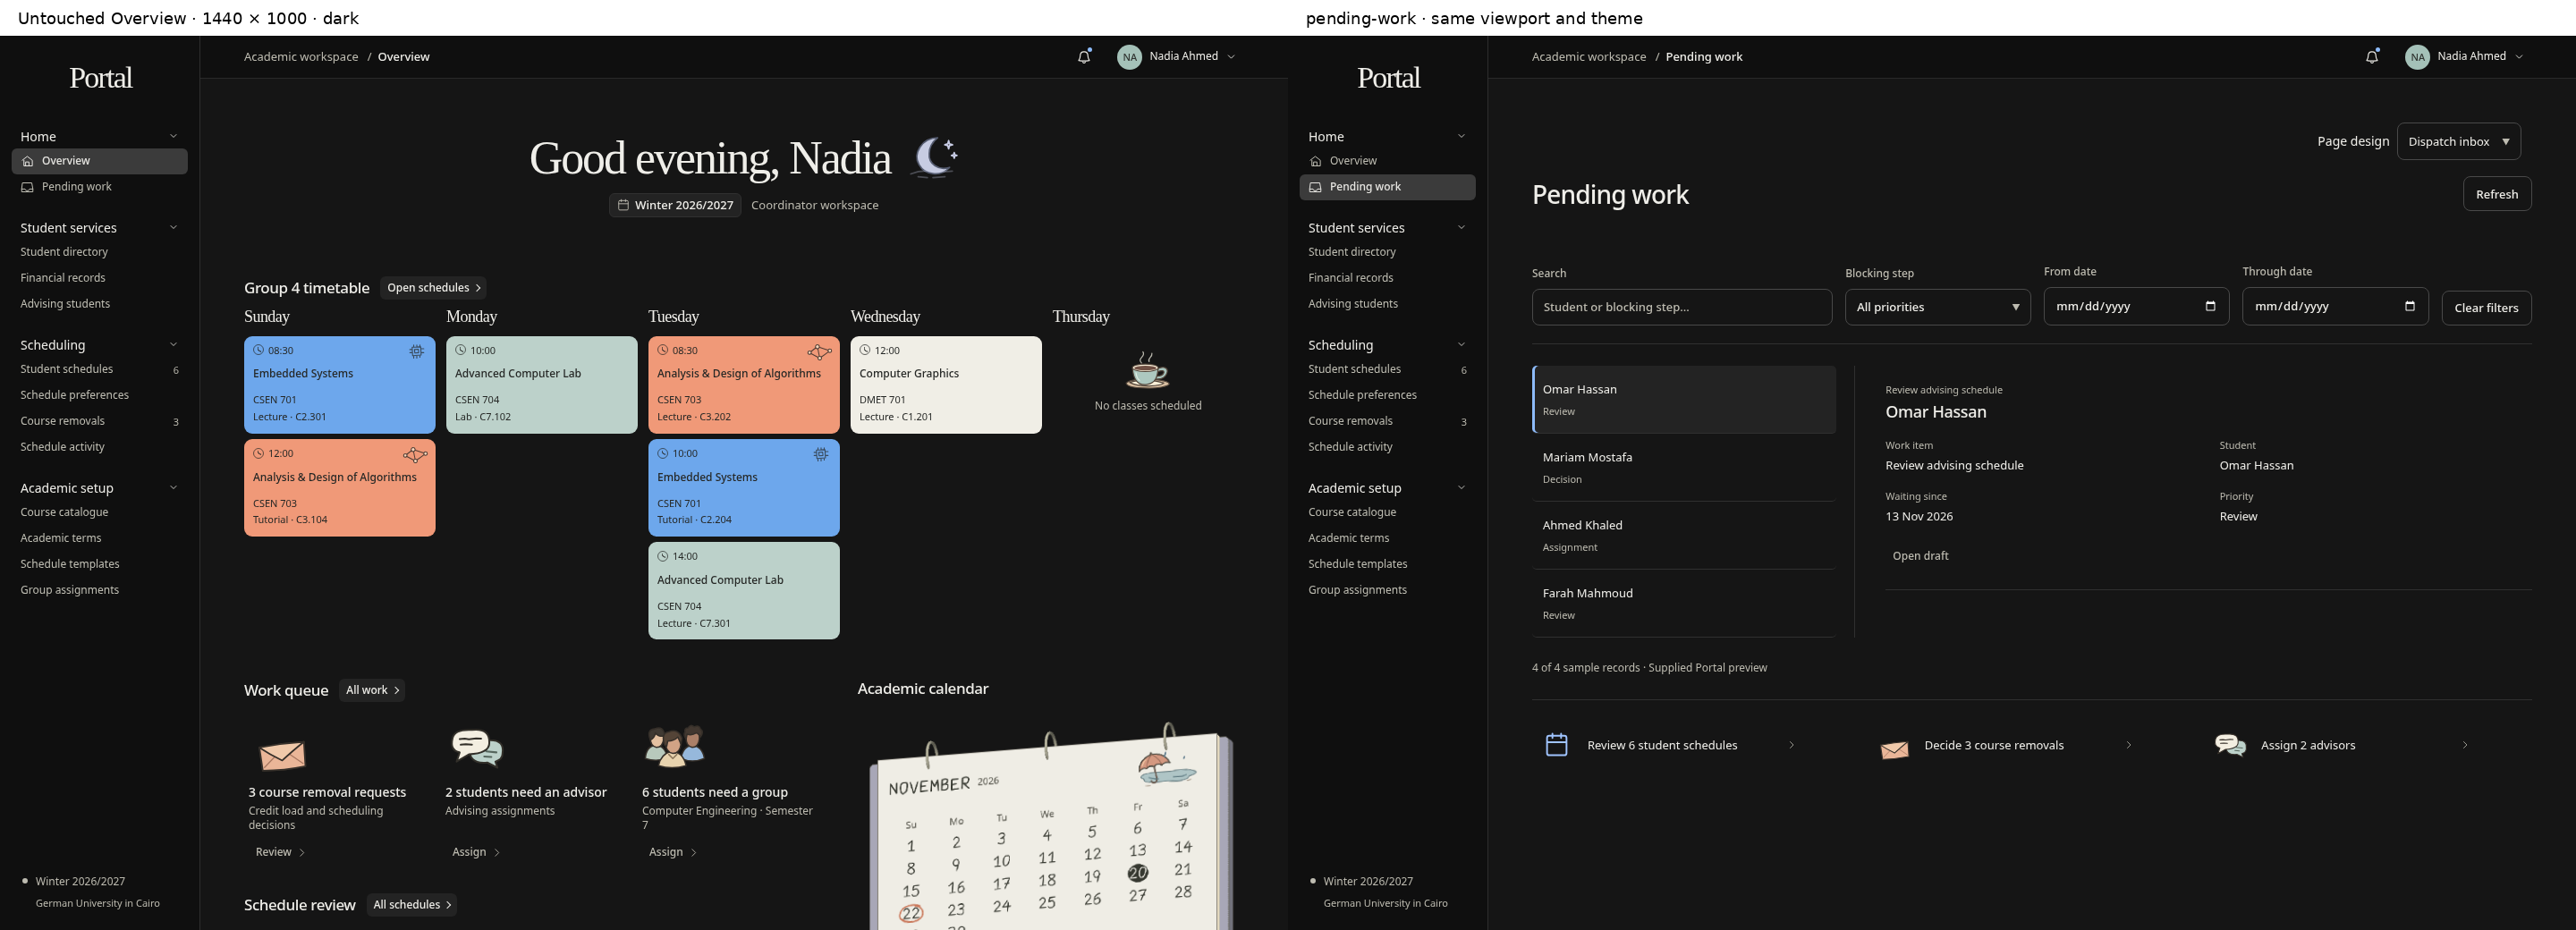 Untouched Overview · 1440 × 1000 · dark
Portal
Home
Overview
Pending work
Student services
Student directory
Financial records
Advising students
Scheduling
Student schedules 6
Schedule preferences
Course removals 3
Schedule activity
Academic setup
Course catalogue
Academic terms
Schedule templates
Group assignments
Winter 2026/2027
German University in Cairo
Academic workspace / Overview
NA Nadia Ahmed
Good evening, Nadia
Winter 2026/2027 Coordinator workspace
Group 4 timetable Open schedules
Sunday
08:30
Embedded Systems
CSEN 701
Lecture · C2.301
12:00
Analysis & Design of Algorithms
CSEN 703
Tutorial · C3.104
Monday
10:00
Advanced Computer Lab
CSEN 704
Lab · C7.102
Tuesday
08:30
Analysis & Design of Algorithms
CSEN 703
Lecture · C3.202
10:00
Embedded Systems
CSEN 701
Tutorial · C2.204
14:00
Advanced Computer Lab
CSEN 704
Lecture · C7.301
Wednesday
12:00
Computer Graphics
DMET 701
Lecture · C1.201
Thursday
No classes scheduled
Work queue All work
3 course removal requests
Credit load and scheduling
decisions
Review
2 students need an advisor
Advising assignments
Assign
6 students need a group
Computer Engineering · Semester
7
Assign
Schedule review All schedules
Academic calendar
NOVEMBER 2026
Su Mo Tu We Th Fr Sa
1 2 3 4 5 6 7
8 9 10 11 12 13 14
15 16 17 18 19 20 21
22 23 24 25 26 27 28
pending-work · same viewport and theme
Portal
Home
Overview
Pending work
Student services
Student directory
Financial records
Advising students
Scheduling
Student schedules 6
Schedule preferences
Course removals 3
Schedule activity
Academic setup
Course catalogue
Academic terms
Schedule templates
Group assignments
Winter 2026/2027
German University in Cairo
Academic workspace / Pending work
NA Nadia Ahmed
Page design Dispatch inbox
Pending work
Refresh
Search
Student or blocking step...
Blocking step
All priorities
From date
mm/dd/yyyy
Through date
mm/dd/yyyy
Clear filters
Omar Hassan
Review
Mariam Mostafa
Decision
Ahmed Khaled
Assignment
Farah Mahmoud
Review
Review advising schedule
Omar Hassan
Work item
Review advising schedule
Student
Omar Hassan
Waiting since
13 Nov 2026
Priority
Review
Open draft
4 of 4 sample records · Supplied Portal preview
Review 6 student schedules
Decide 3 course removals
Assign 2 advisors